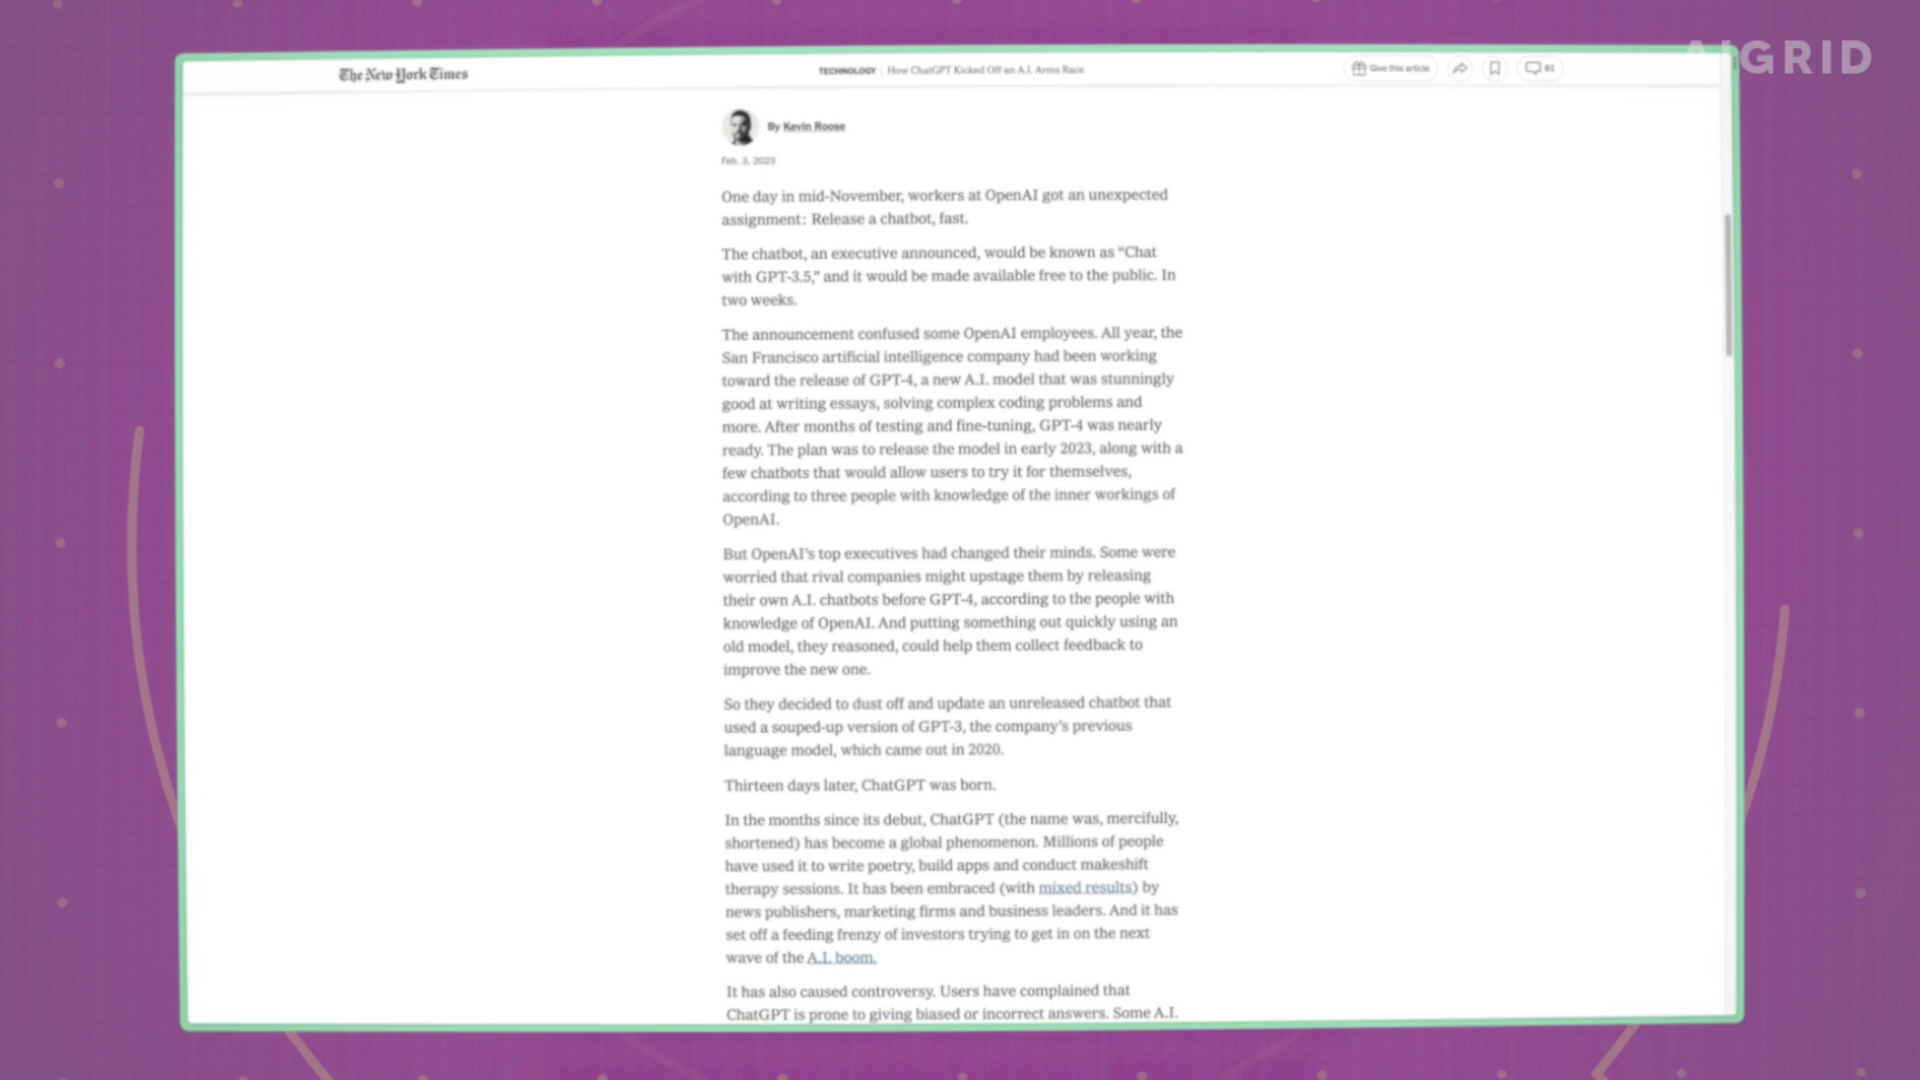 The New York Times
TECHNOLOGY | How ChatGPT Kicked Off an A.I. Arms Race
Give this article
61
AIGRID
By Kevin Roose
Feb. 3, 2023
One day in mid-November, workers at OpenAI got an unexpected
assignment: Release a chatbot, fast.
The chatbot, an executive announced, would be known as “Chat
with GPT-3.5,” and it would be made available free to the public. In
two weeks.
The announcement confused some OpenAI employees. All year, the
San Francisco artificial intelligence company had been working
toward the release of GPT-4, a new A.I. model that was stunningly
good at writing essays, solving complex coding problems and
more. After months of testing and fine-tuning, GPT-4 was nearly
ready. The plan was to release the model in early 2023, along with a
few chatbots that would allow users to try it for themselves,
according to three people with knowledge of the inner workings of
OpenAI.
But OpenAI’s top executives had changed their minds. Some were
worried that rival companies might upstage them by releasing
their own A.I. chatbots before GPT-4, according to the people with
knowledge of OpenAI. And putting something out quickly using an
old model, they reasoned, could help them collect feedback to
improve the new one.
So they decided to dust off and update an unreleased chatbot that
used a souped-up version of GPT-3, the company’s previous
language model, which came out in 2020.
Thirteen days later, ChatGPT was born.
In the months since its debut, ChatGPT (the name was, mercifully,
shortened) has become a global phenomenon. Millions of people
have used it to write poetry, build apps and conduct makeshift
therapy sessions. It has been embraced (with mixed results) by
news publishers, marketing firms and business leaders. And it has
set off a feeding frenzy of investors trying to get in on the next
wave of the A.I. boom.
It has also caused controversy. Users have complained that
ChatGPT is prone to giving biased or incorrect answers. Some A.I.